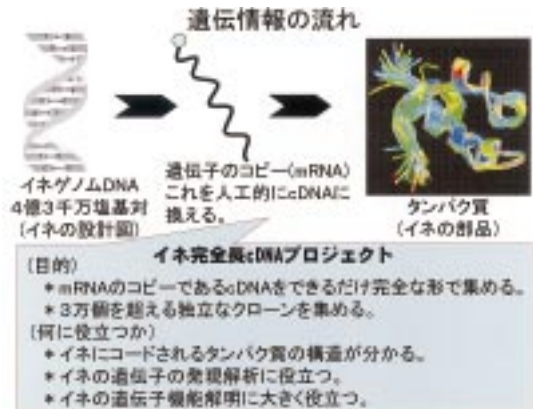 遺伝情報の流れ
イネゲノムDNA
4億3千万塩基対
(イネの設計図)
遺伝子のコピー(mRNA)
これを人工的にcDNAに
換える。
タンパク質
(イネの部品)
イネ完全長cDNAプロジェクト
(目的)
*mRNAのコピーであるcDNAをできるだけ完全な形で集める。
*3万個を超える独立なクローンを集める。
(何に役立つか)
*イネにコードされるタンパク質の構造が分かる。
*イネの遺伝子の発現解析に役立つ。
*イネの遺伝子機能解明に大きく役立つ。